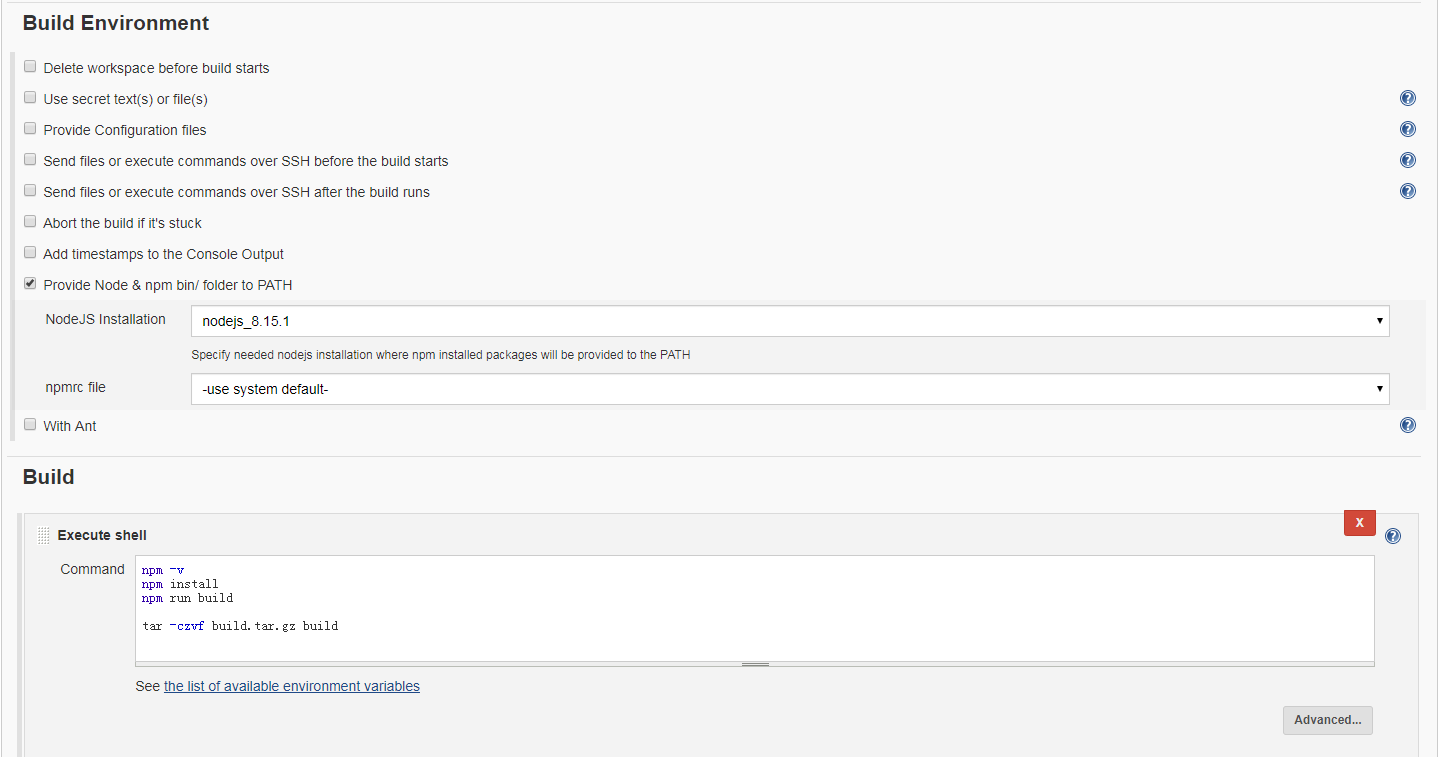 Build Environment
Delete workspace before build starts
Use secret text(s) or file(s)
Provide Configuration files
Send files or execute commands over SSH before the build starts
Send files or execute commands over SSH after the build runs
Abort the build if it's stuck
Add timestamps to the Console Output
Provide Node & npm bin/ folder to PATH
NodeJS Installation nodejs_8.15.1
Specify needed nodejs installation where npm installed packages will be provided to the PATH
npmrc file -use system default-
With Ant
Build
X
Execute shell
Command npm -v
npm install
npm run build
tar -czvf build.tar.gz build
See the list of available environment variables
Advanced...